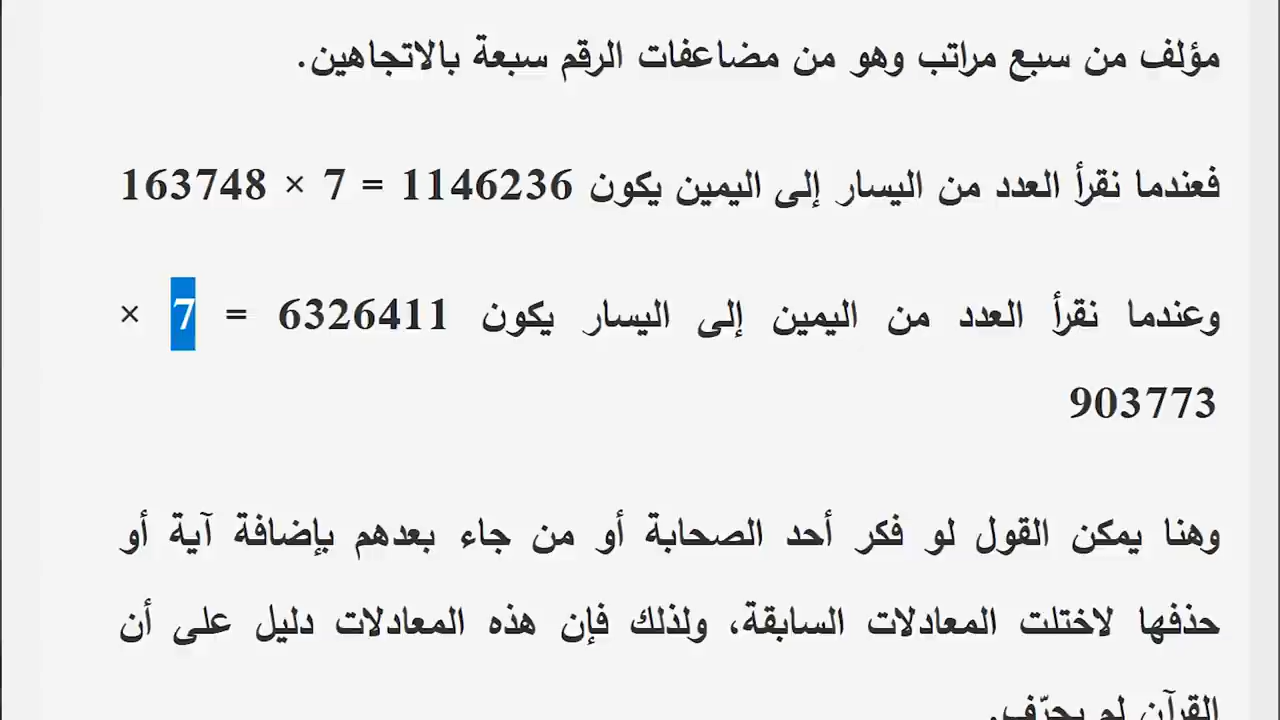 مؤلف من سبع مراتب وهو من مضاعفات الرقم سبعة بالاتجاهين.
فعندما نقرأ العدد من اليسار إلى اليمين يكون 1146236 = 7 × 163748
وعندما نقرأ العدد من اليمين إلى اليسار يكون 6326411 = 7 ×
903773
وهنا يمكن القول لو فكر أحد الصحابة أو من جاء بعدهم بإضافة آية أو
حذفها لاختلت المعادلات السابقة، ولذلك فإن هذه المعادلات دليل على أن
القرآن لم يحرّف.